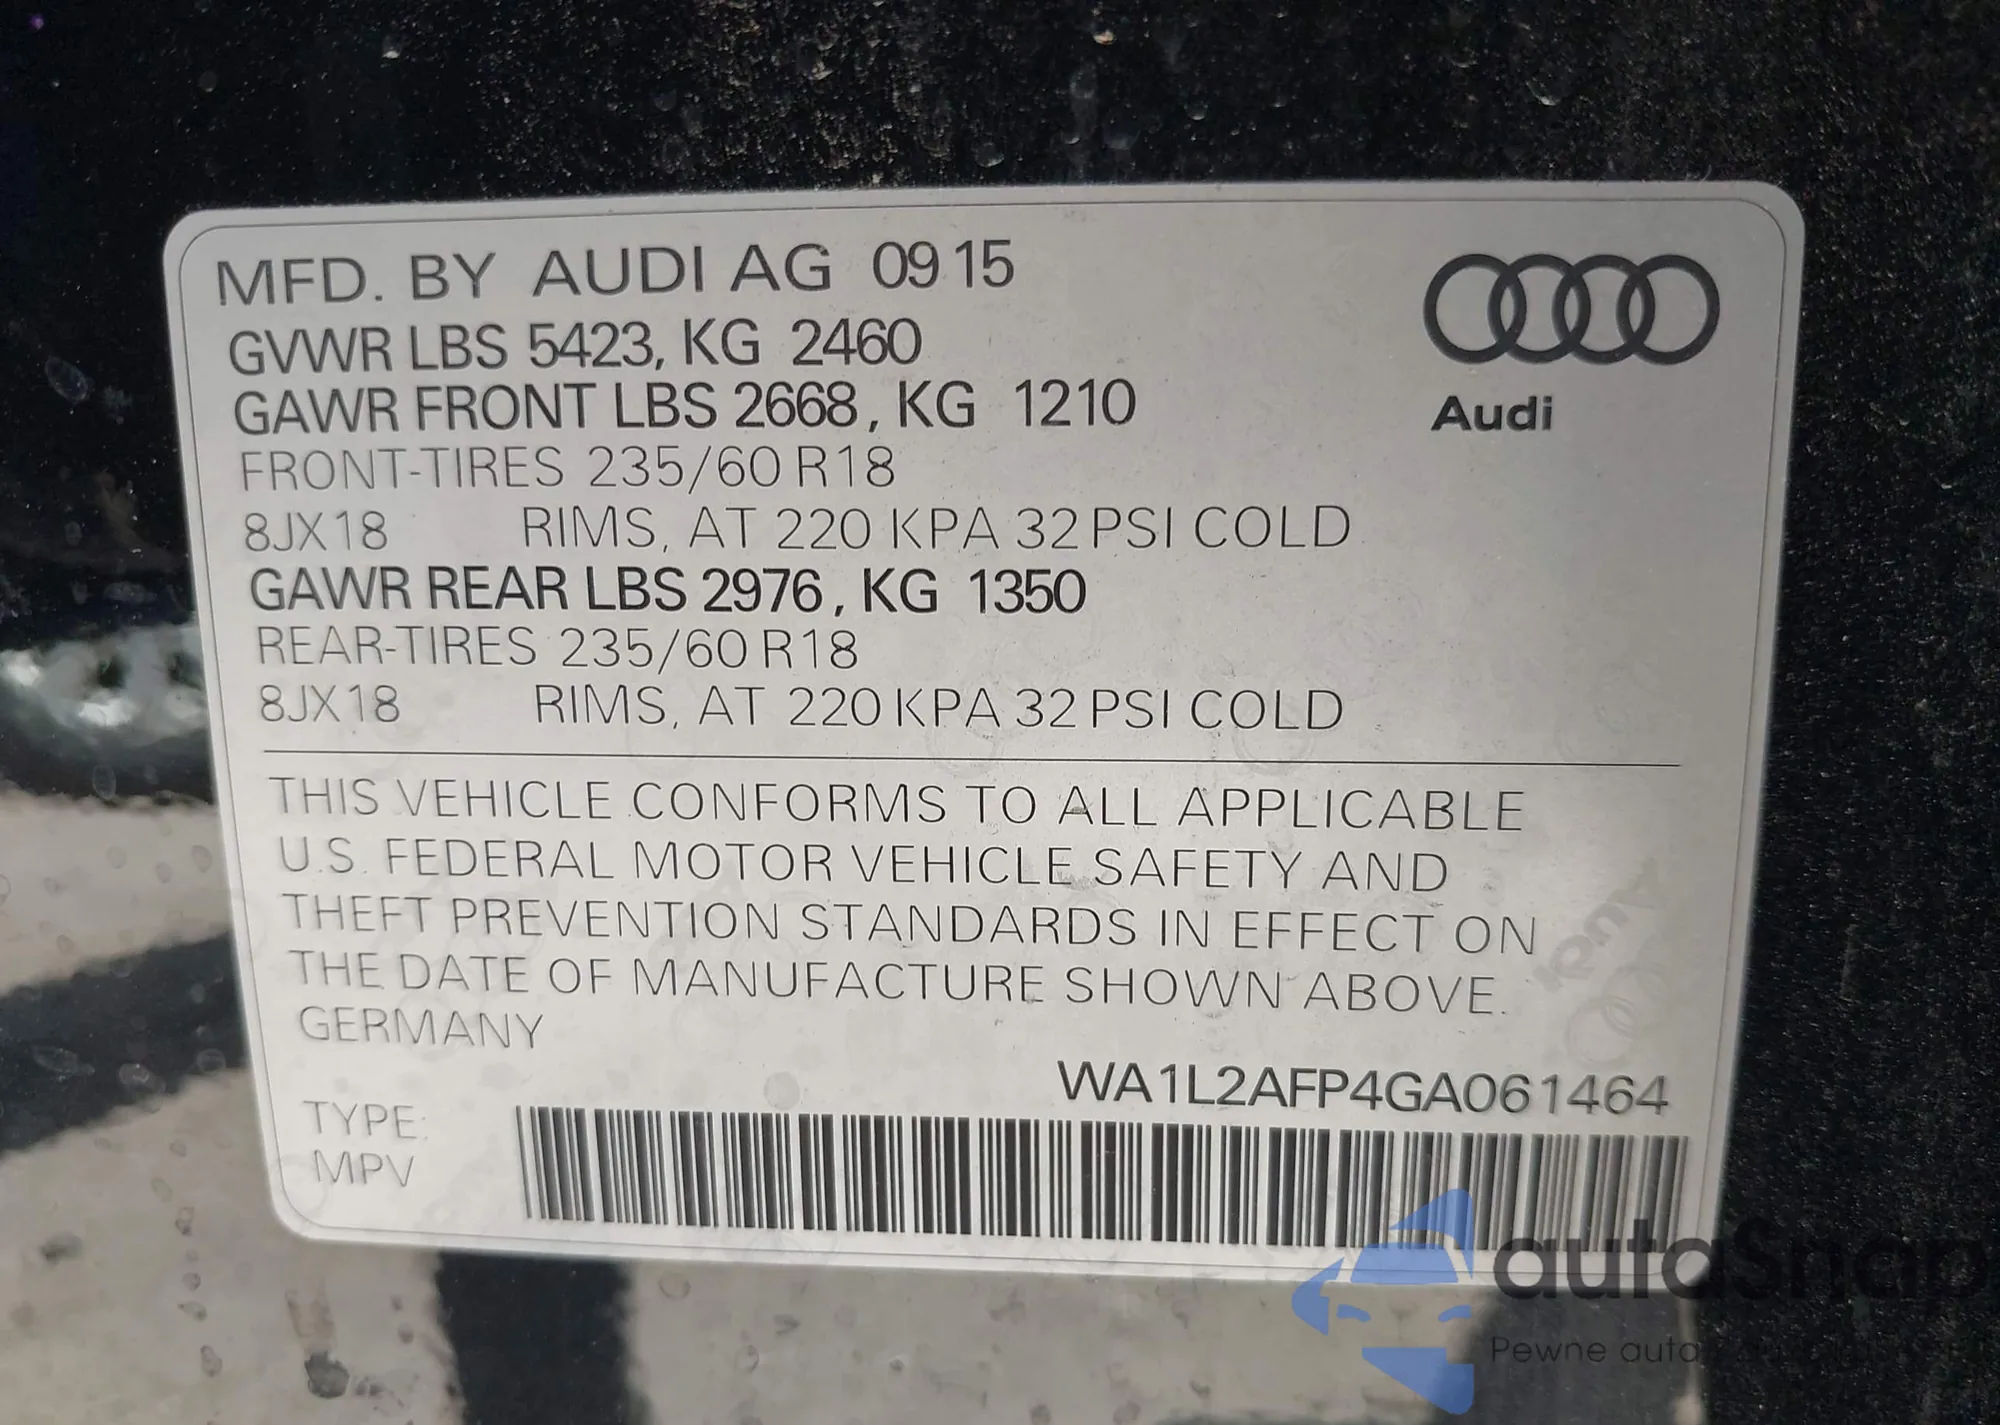 MFD. BY AUDI AG 09 15
GVWR LBS 5423, KG 2460
GAWR FRONT LBS 2668, KG 1210
FRONT-TIRES 235/60 R18
8JX18 RIMS, AT 220 KPA 32 PSI COLD
GAWR REAR LBS 2976, KG 1350
REAR-TIRES 235/60 R18
8JX18 RIMS, AT 220 KPA 32 PSI COLD
Audi
THIS VEHICLE CONFORMS TO ALL APPLICABLE
U.S. FEDERAL MOTOR VEHICLE SAFETY AND
THEFT PREVENTION STANDARDS IN EFFECT ON
THE DATE OF MANUFACTURE SHOWN ABOVE.
GERMANY
WA1L2AFP4GA061464
TYPE:
MPV
Audi
autaSnap
Pewne auta